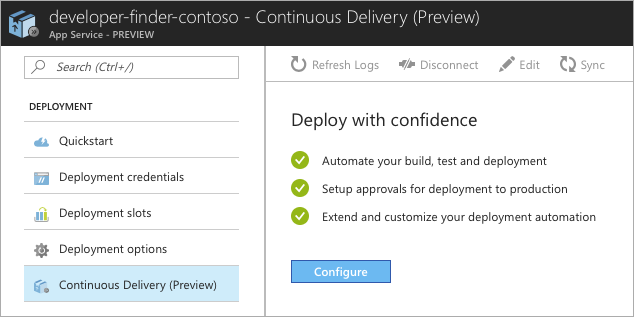 developer-finder-contoso - Continuous Delivery (Preview)
App Service - PREVIEW
Search (Ctrl+/)
Refresh Logs
Disconnect
Edit
Sync
DEPLOYMENT
Quickstart
Deployment credentials
Deployment slots
Deployment options
Continuous Delivery (Preview)
Deploy with confidence
Automate your build, test and deployment
Setup approvals for deployment to production
Extend and customize your deployment automation
Configure